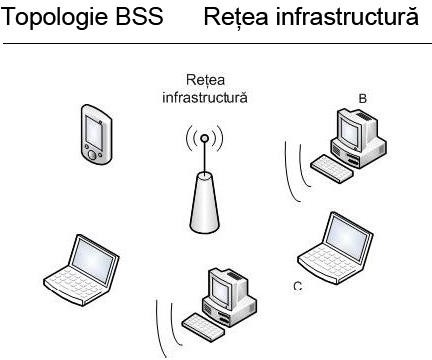 Topologie BSS Rețea infrastructură
Rețea
infrastructură
B
C